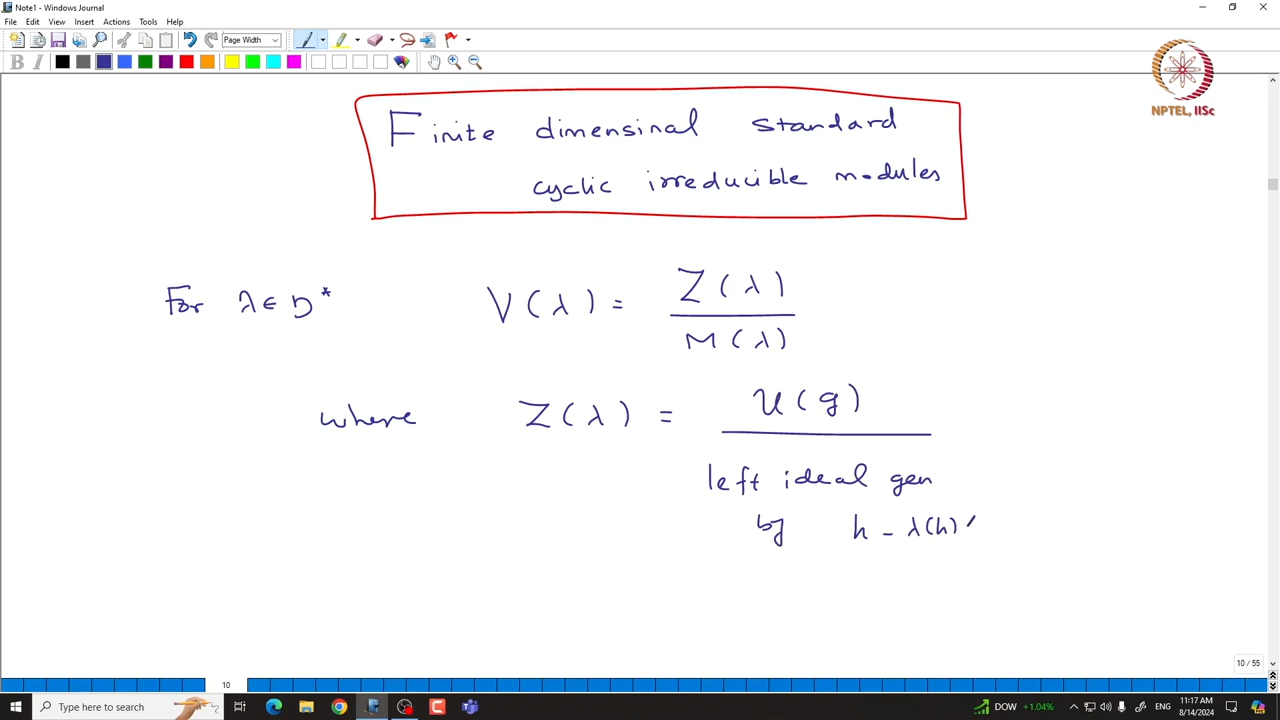 Note1 - Windows Journal
File Edit View Insert Actions Tools Help
Page Width
NPTEL, IISc
Finite dimensinal standard
cyclic irreducible modules
For λ ∈ h* V(λ) = Z(λ) / M(λ)
where Z(λ) = U(g) /
left ideal gen
by h - λ(h)
10 / 55
10
Type here to search
DOW +1.04%
ENG
11:17 AM
8/14/2024